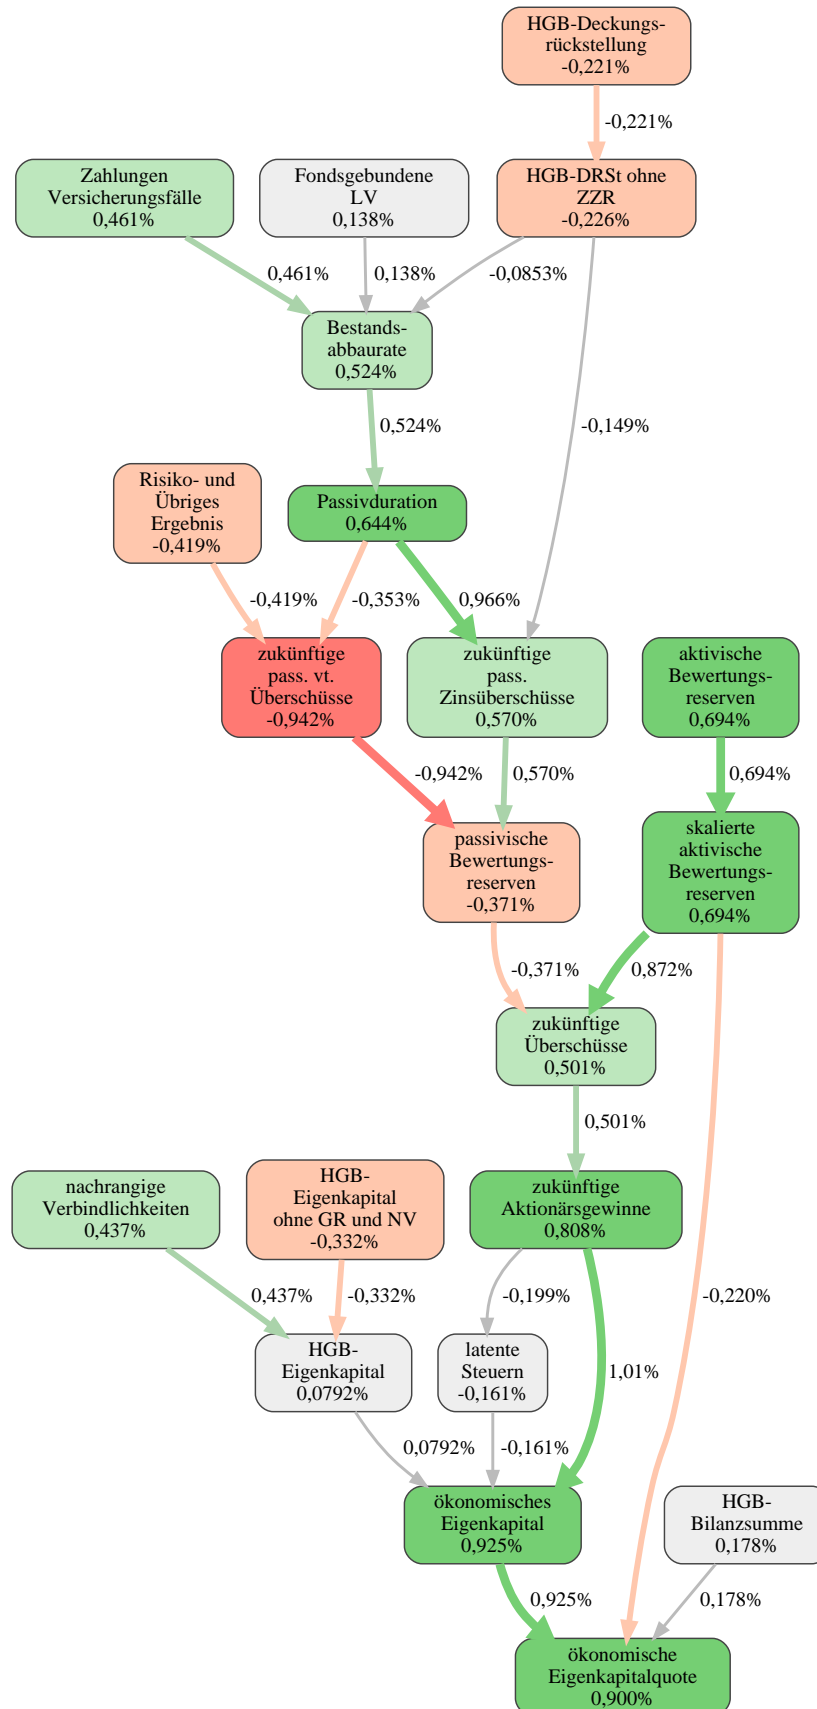 HGB-Deckungs-
rückstellung
-0,221%
-0,221%
Zahlungen
Versicherungsfälle
0,461%
Fondsgebundene
LV
0,138%
HGB-DRSt ohne
ZZR
-0,226%
0,461%
0,138%
-0,0853%
Bestands-
abbaurate
0,524%
0,524%
-0,149%
Risiko- und
Übriges
Ergebnis
-0,419%
Passivduration
0,644%
-0,419%
-0,353%
0,966%
zukünftige
pass. vt.
Überschüsse
-0,942%
zukünftige
pass.
Zinsüberschüsse
0,570%
aktivische
Bewertungs-
reserven
0,694%
-0,942%
0,570%
0,694%
passivische
Bewertungs-
reserven
-0,371%
skalierte
aktivische
Bewertungs-
reserven
0,694%
-0,371%
0,872%
zukünftige
Überschüsse
0,501%
0,501%
nachrangige
Verbindlichkeiten
0,437%
HGB-
Eigenkapital
ohne GR und NV
-0,332%
zukünftige
Aktionärsgewinne
0,808%
0,437%
-0,332%
-0,199%
-0,220%
HGB-
Eigenkapital
0,0792%
latente
Steuern
-0,161%
1,01%
0,0792%
-0,161%
ökonomisches
Eigenkapital
0,925%
HGB-
Bilanzsumme
0,178%
0,925%
0,178%
ökonomische
Eigenkapitalquote
0,900%